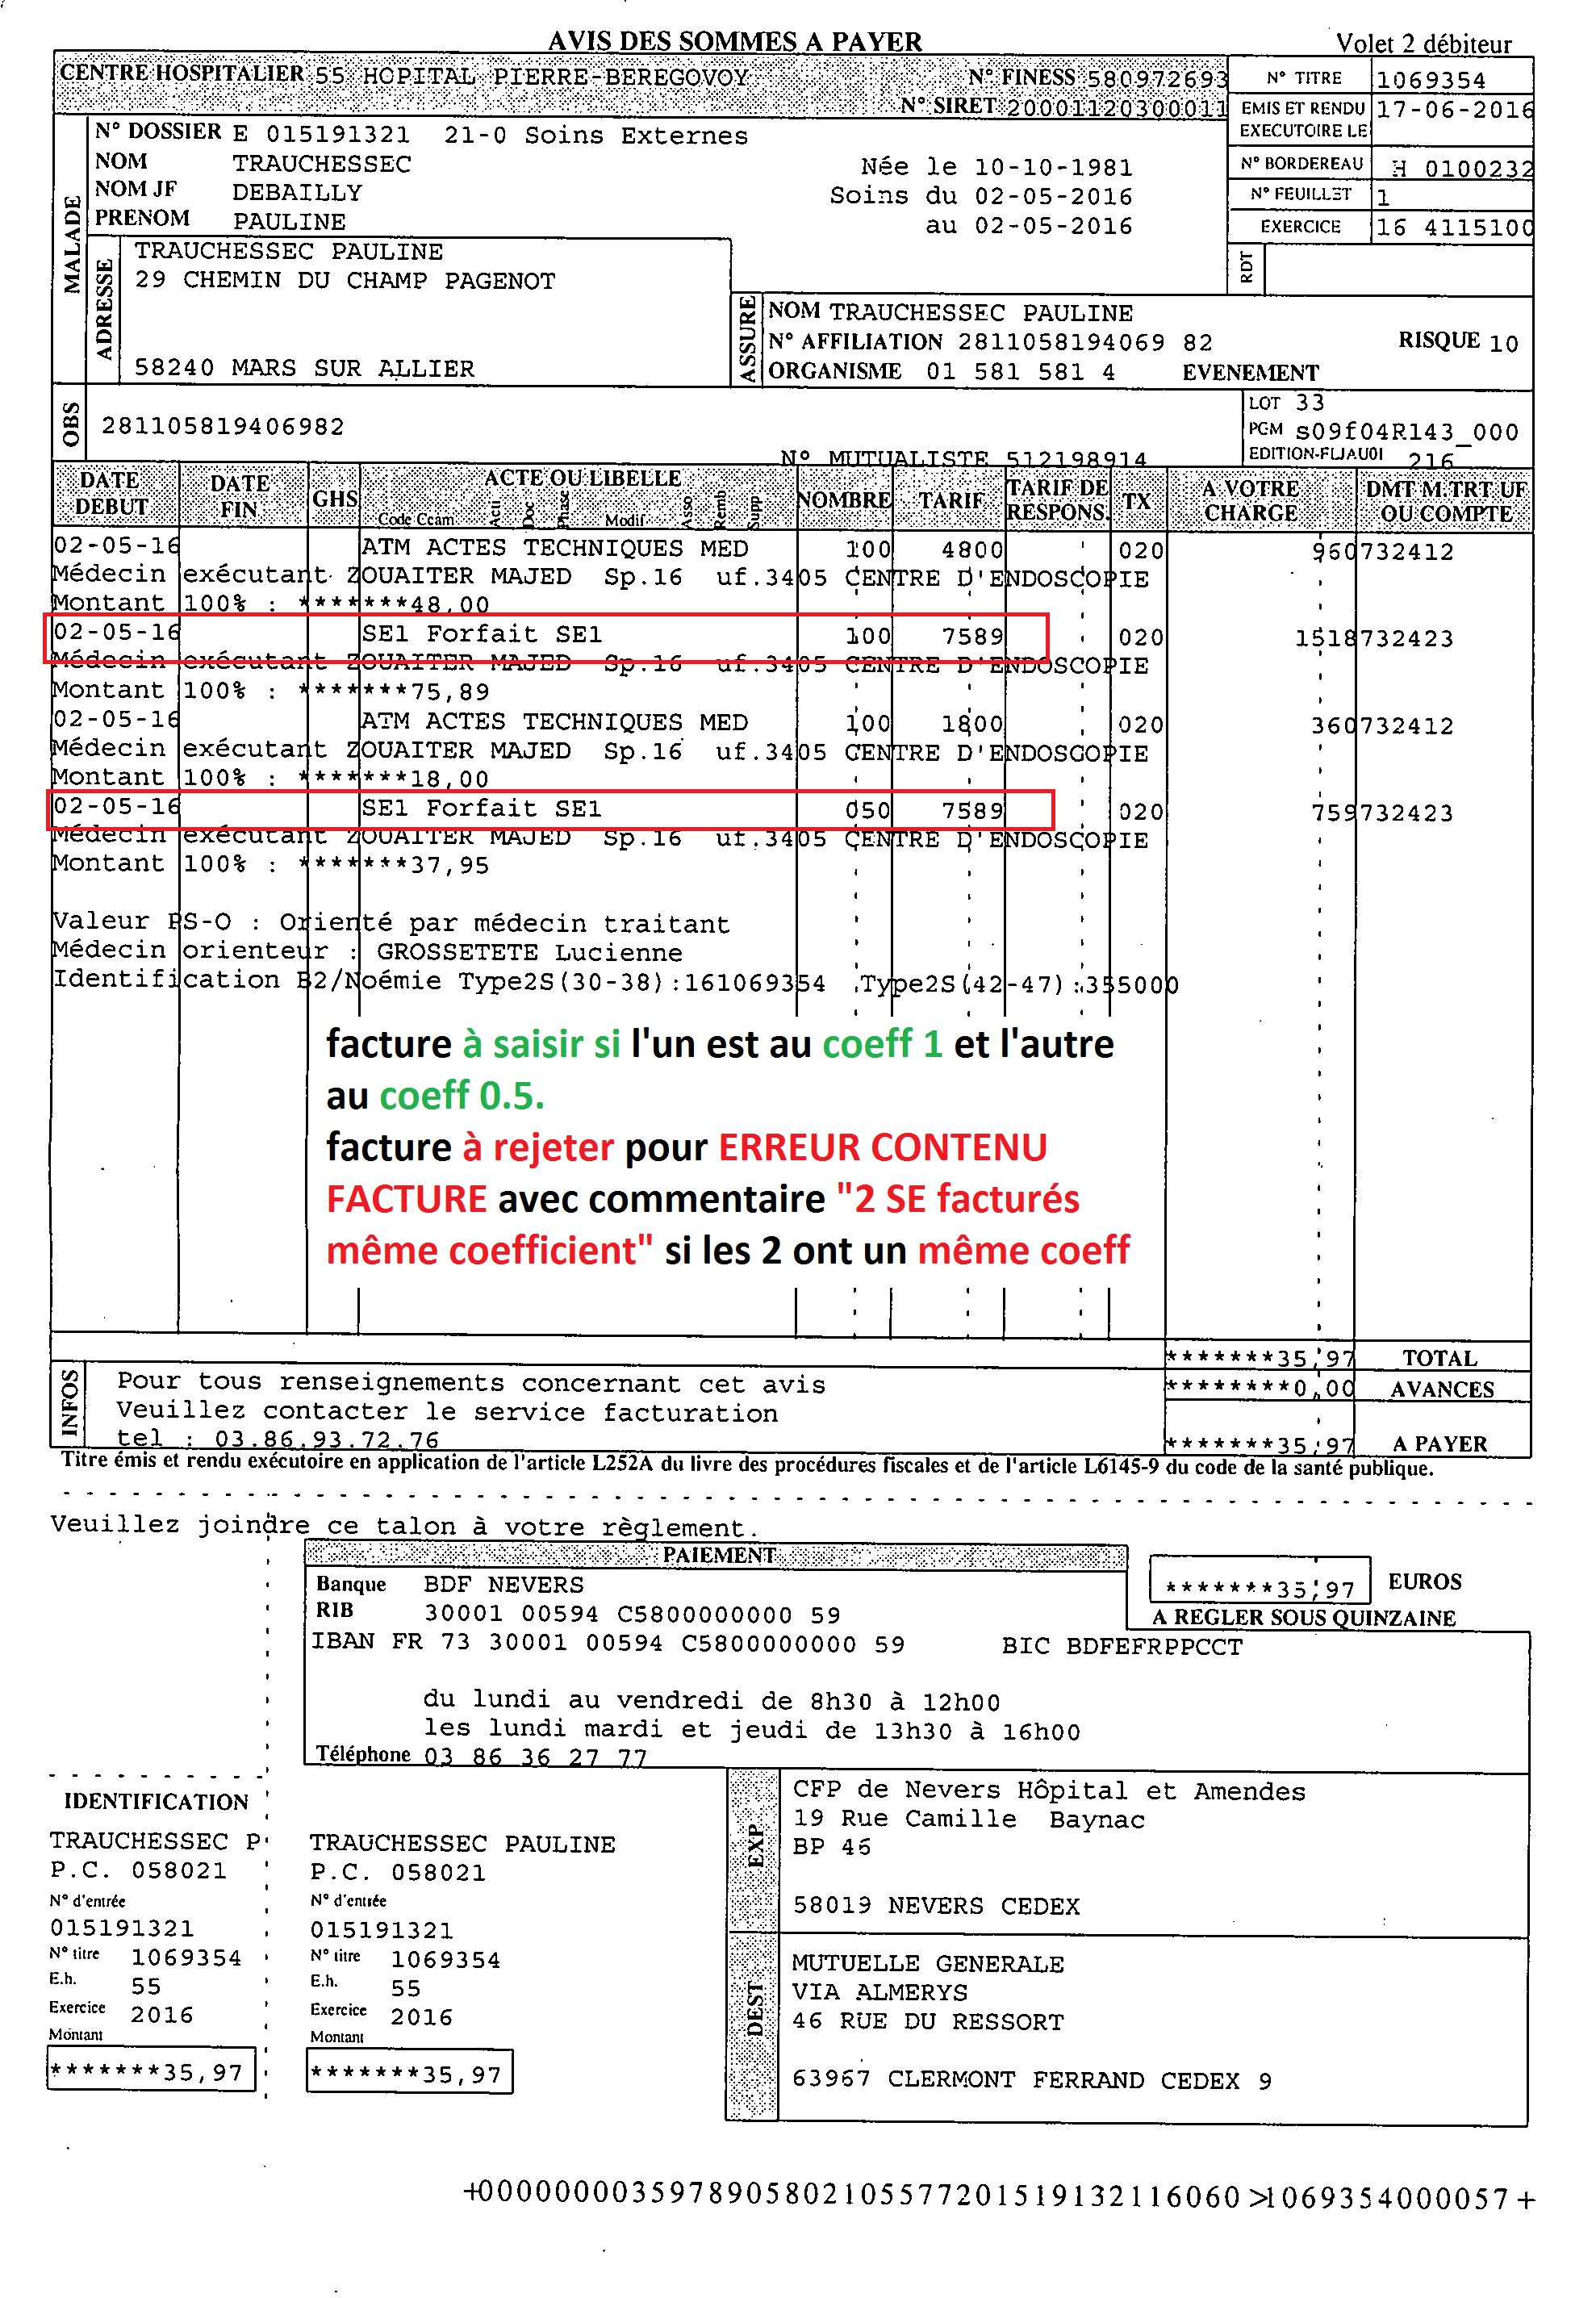 AVIS DES SOMMES A PAYER
Volet 2 débiteur
CENTRE HOSPITALIER 55 HOPITAL PIERRE-BEREGOVOY
N° FINESS 580972693
N° SIRET 20001120300011
N° TITRE 1069354
EMIS ET RENDU EXECUTOIRE LE 17-06-2016
N° BORDEREAU H 0100232
N° FEUILLET 1
EXERCICE 16 4115100
RDT
MALADE
N° DOSSIER E 015191321 21-0 Soins Externes
NOM TRAUCHESSEC
Née le 10-10-1981
NOM JF DEBAILLY
Soins du 02-05-2016
PRENOM PAULINE
au 02-05-2016
ADRESSE
TRAUCHESSEC PAULINE
29 CHEMIN DU CHAMP PAGENOT
58240 MARS SUR ALLIER
ASSURE
NOM TRAUCHESSEC PAULINE
N° AFFILIATION 2811058194069 82
RISQUE 10
ORGANISME 01 581 581 4 EVENEMENT
OBS
281105819406982
LOT 33
PGM s09f04R143_000
EDITION-FLJAU01 216
N° MUTUALISTE 512198914
DATE DEBUT
DATE FIN
GHS
ACTE OU LIBELLE
Code Ccam Acti Doc Phase Modif Asso Remb Supp
NOMBRE
TARIF
TARIF DE RESPONS.
TX
A VOTRE CHARGE
DMT M.TRT UF OU COMPTE
02-05-16 ATM ACTES TECHNIQUES MED 100 4800 020 960 732412
Médecin exécutant ZOUAITER MAJED Sp.16 uf.3405 CENTRE D'ENDOSCOPIE
Montant 100% : *******48,00
02-05-16 SE1 Forfait SE1 100 7589 020 1518 732423
Médecin exécutant ZOUAITER MAJED Sp.16 uf.3405 CENTRE D'ENDOSCOPIE
Montant 100% : *******75,89
02-05-16 ATM ACTES TECHNIQUES MED 100 1800 020 360 732412
Médecin exécutant ZOUAITER MAJED Sp.16 uf.3405 CENTRE D'ENDOSCOPIE
Montant 100% : *******18,00
02-05-16 SE1 Forfait SE1 050 7589 020 759 732423
Médecin exécutant ZOUAITER MAJED Sp.16 uf.3405 CENTRE D'ENDOSCOPIE
Montant 100% : *******37,95
Valeur PS-O : Orienté par médecin traitant
Médecin orienteur : GROSSETETE Lucienne
Identification B2/Noémie Type2S(30-38):161069354 Type2S(42-47):355000
facture à saisir si l'un est au coeff 1 et l'autre
au coeff 0.5.
facture à rejeter pour ERREUR CONTENU
FACTURE avec commentaire "2 SE facturés
même coefficient" si les 2 ont un même coeff
*******35,97 TOTAL
INFOS
Pour tous renseignements concernant cet avis
********0,00 AVANCES
Veuillez contacter le service facturation
tel : 03.86.93.72.76
*******35,97 A PAYER
Titre émis et rendu exécutoire en application de l'article L252A du livre des procédures fiscales et de l'article L6145-9 du code de la santé publique.
Veuillez joindre ce talon à votre règlement.
PAIEMENT
Banque BDF NEVERS
*******35,97 EUROS
RIB 30001 00594 C5800000000 59
A REGLER SOUS QUINZAINE
IBAN FR 73 30001 00594 C5800000000 59 BIC BDFEFRPPCCT
du lundi au vendredi de 8h30 à 12h00
les lundi mardi et jeudi de 13h30 à 16h00
Téléphone 03 86 36 27 77
IDENTIFICATION
TRAUCHESSEC P
P.C. 058021
N° d'entrée
015191321
N° titre 1069354
E.h. 55
Exercice 2016
Montant
*******35,97
TRAUCHESSEC PAULINE
P.C. 058021
N° d'entrée
015191321
N° titre 1069354
E.h. 55
Exercice 2016
Montant
*******35,97
EXP
CFP de Nevers Hôpital et Amendes
19 Rue Camille Baynac
BP 46
58019 NEVERS CEDEX
DEST
MUTUELLE GENERALE
VIA ALMERYS
46 RUE DU RESSORT
63967 CLERMONT FERRAND CEDEX 9
+0000000035978905802105577201519132116060>1069354000057+